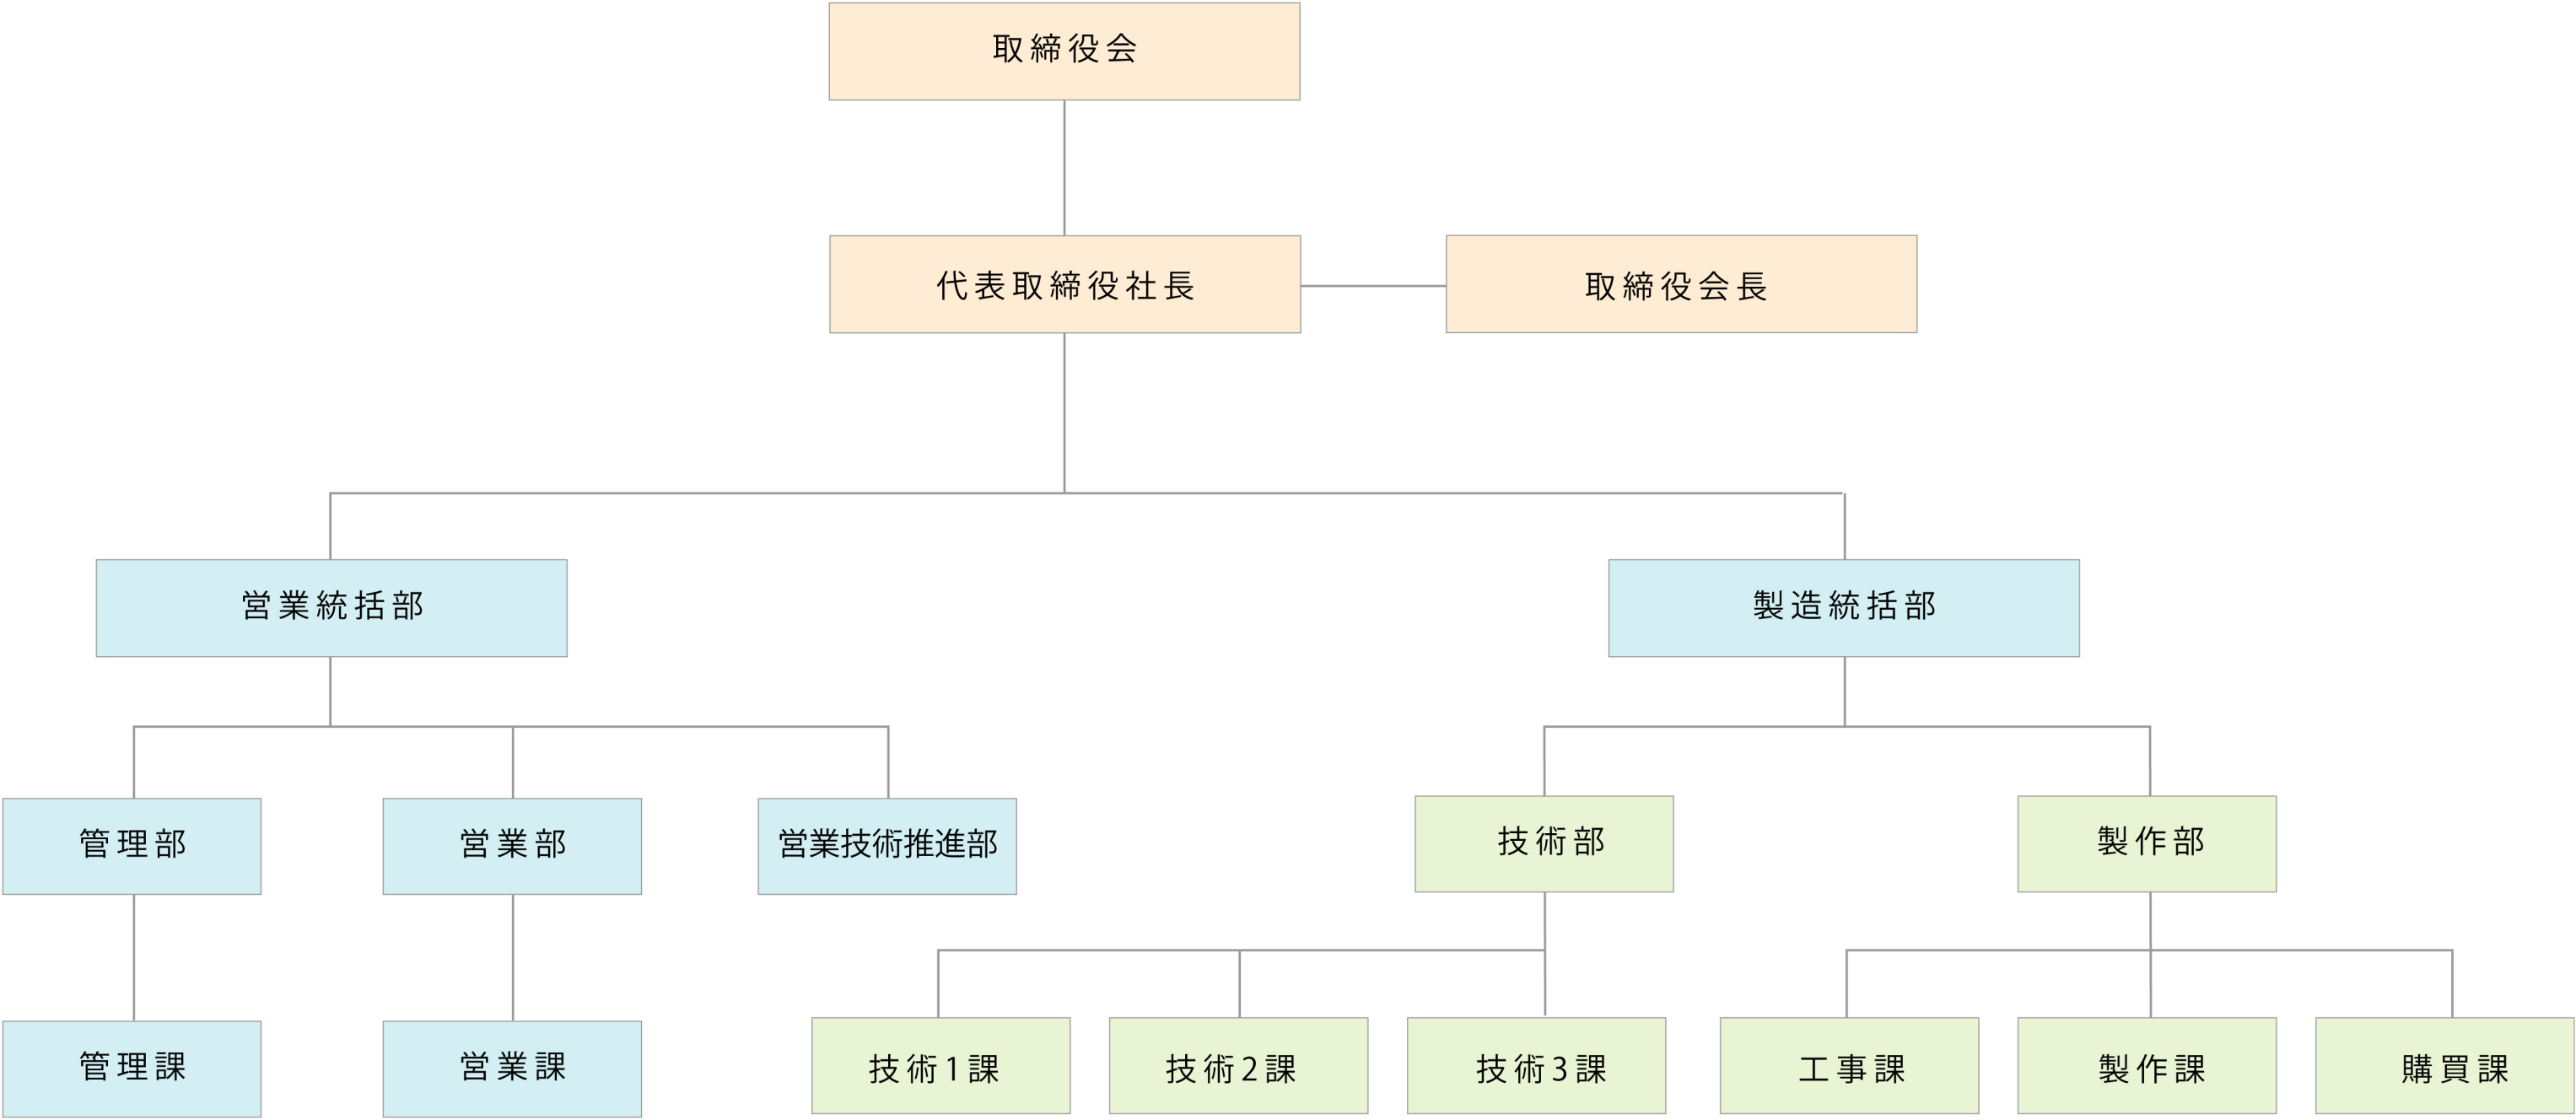 取締役会
代表取締役社長
取締役会長
営業統括部
製造統括部
管理部
営業部
営業技術推進部
技術部
製作部
管理課
営業課
技術1課
技術2課
技術3課
工事課
製作課
購買課